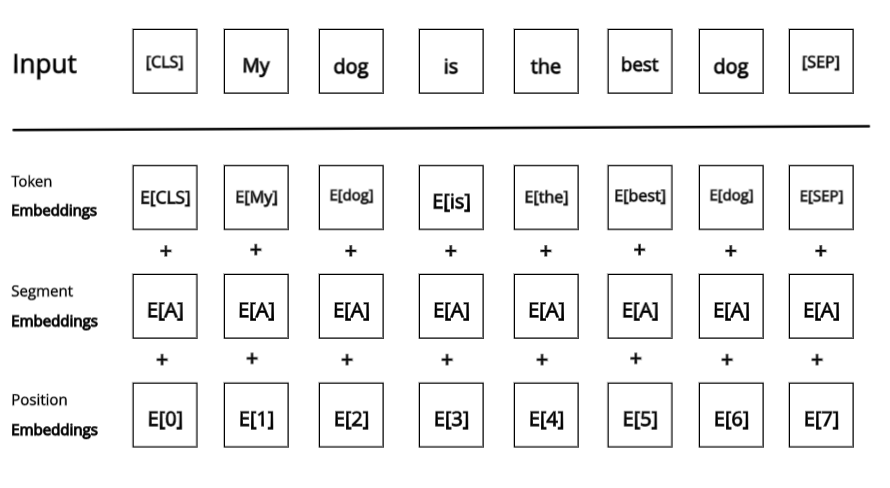 Input [CLS] My dog is the best dog [SEP]
Token
Embeddings E[CLS] E[My] E[dog] E[is] E[the] E[best] E[dog] E[SEP]
+ + + + + + + +
Segment
Embeddings E[A] E[A] E[A] E[A] E[A] E[A] E[A] E[A]
+ + + + + + + +
Position
Embeddings E[0] E[1] E[2] E[3] E[4] E[5] E[6] E[7]